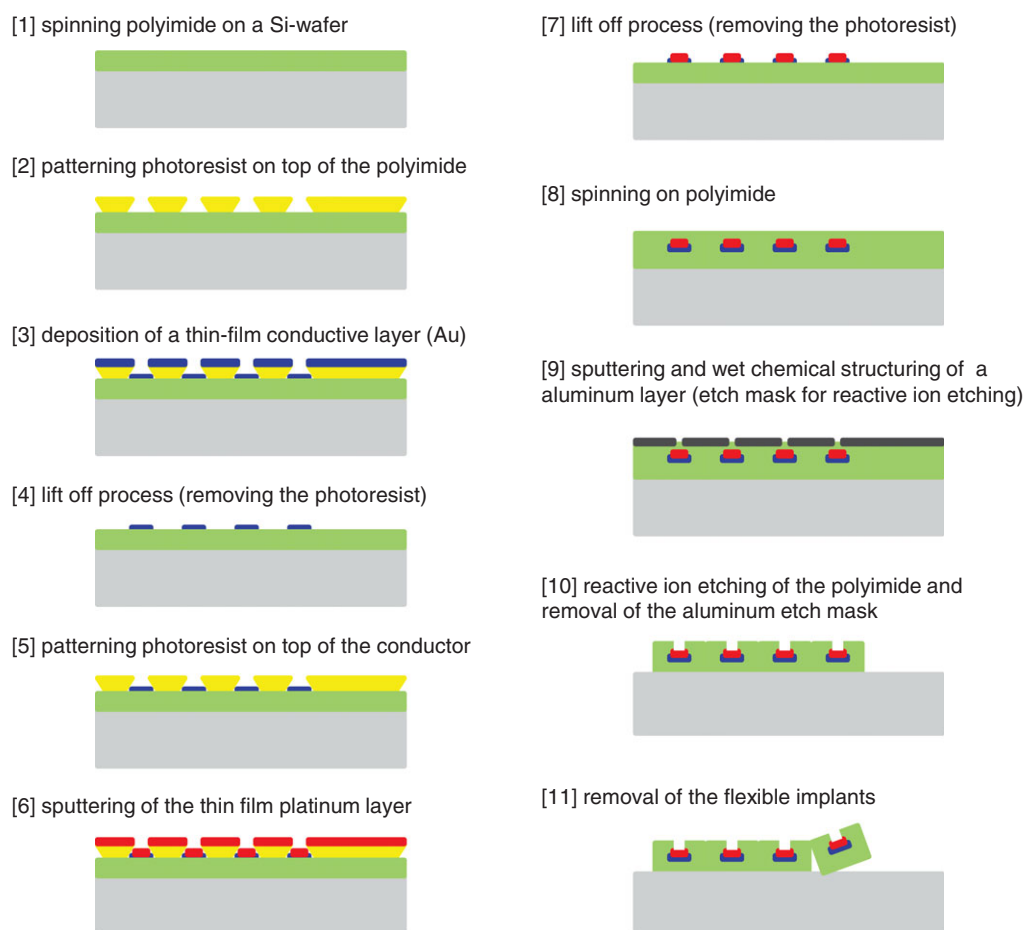 [1] spinning polyimide on a Si-wafer
[2] patterning photoresist on top of the polyimide
[3] deposition of a thin-film conductive layer (Au)
[4] lift off process (removing the photoresist)
[5] patterning photoresist on top of the conductor
[6] sputtering of the thin film platinum layer
[7] lift off process (removing the photoresist)
[8] spinning on polyimide
[9] sputtering and wet chemical structuring of a
aluminum layer (etch mask for reactive ion etching)
[10] reactive ion etching of the polyimide and
removal of the aluminum etch mask
[11] removal of the flexible implants